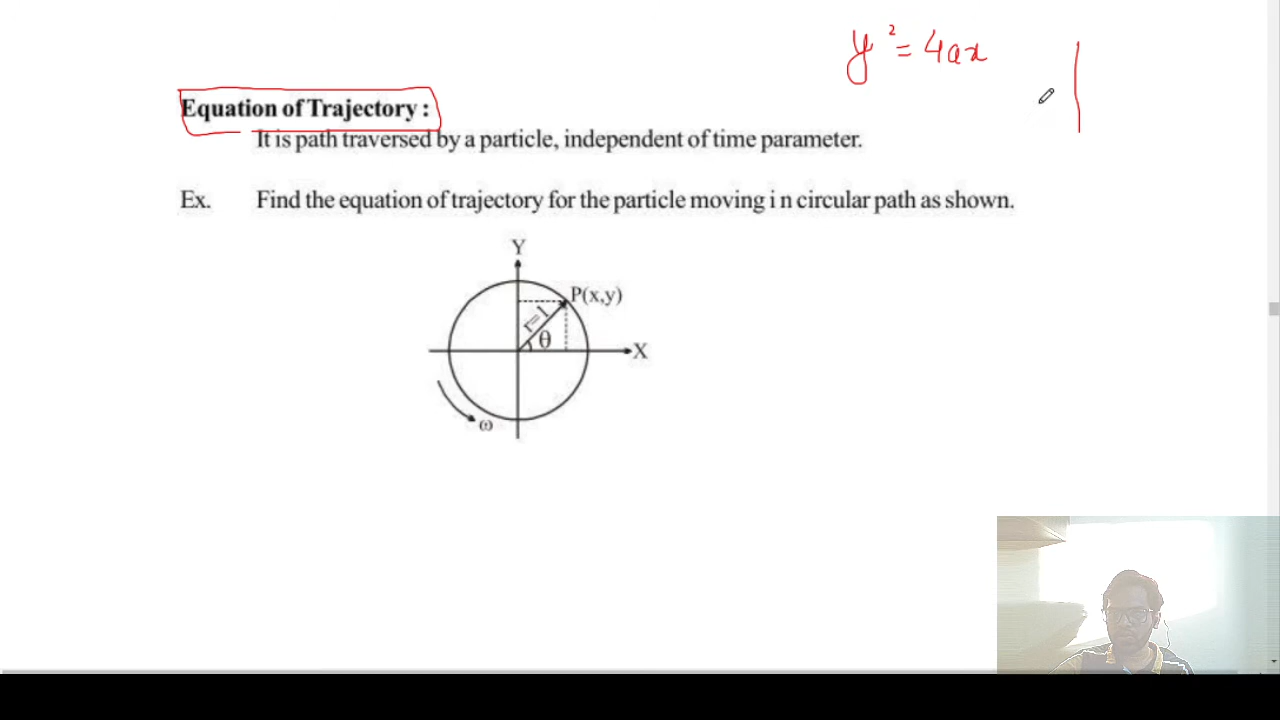 y² = 4ax
Equation of Trajectory :
It is path traversed by a particle, independent of time parameter.
Ex. Find the equation of trajectory for the particle moving i n circular path as shown.
Y
P(x,y)
r=1
θ
X
ω